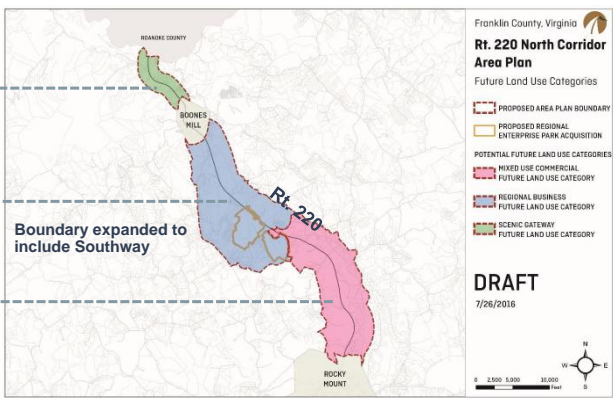 Franklin County, Virginia
Rt. 220 North Corridor
Area Plan
Future Land Use Categories
PROPOSED AREA PLAN BOUNDARY
PROPOSED REGIONAL
ENTERPRISE PARK ACQUISITION
POTENTIAL FUTURE LAND USE CATEGORIES
MIXED USE COMMERCIAL
FUTURE LAND USE CATEGORY
REGIONAL BUSINESS
FUTURE LAND USE CATEGORY
SCENIC GATEWAY
FUTURE LAND USE CATEGORY
DRAFT
7/26/2016
N
W
E
S
0 2,500 5,000 10,000
Feet
ROANOKE COUNTY
BOONES
MILL
Rt. 220
Boundary expanded to
include Southway
ROCKY
MOUNT